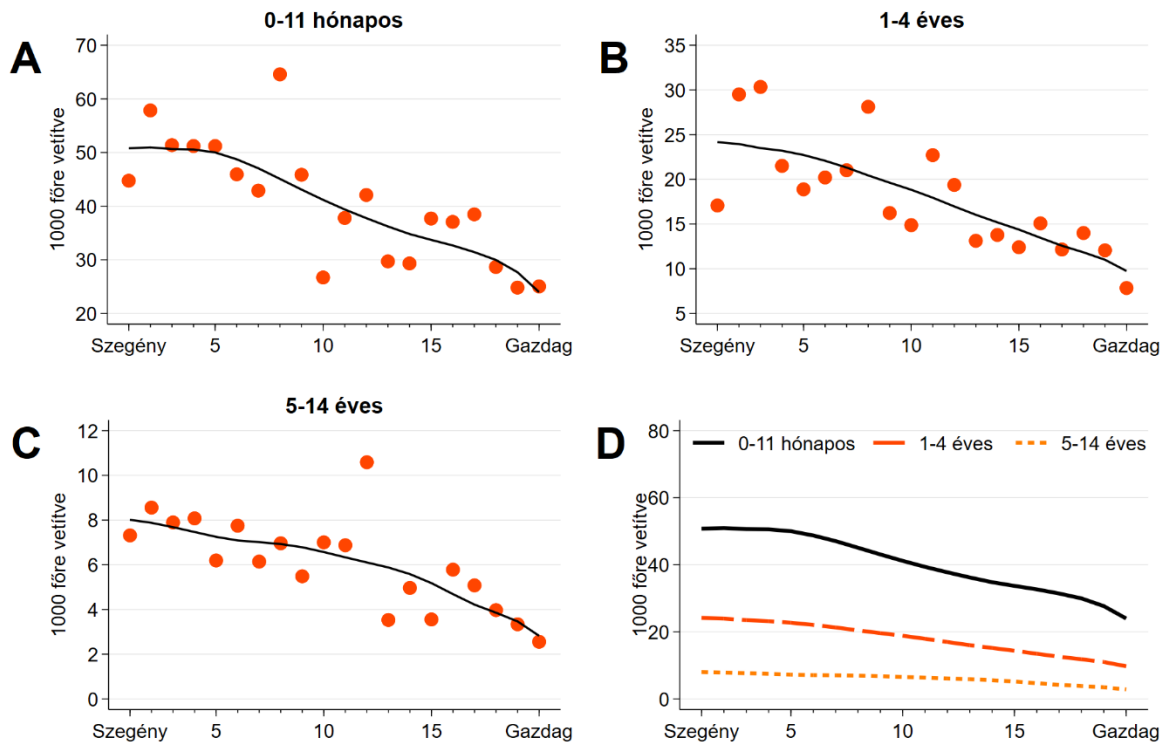 A
0-11 hónapos
1000 főre vetítve
70
60
50
40
30
20
Szegény 5 10 15 Gazdag
B
1-4 éves
1000 főre vetítve
35
30
25
20
15
10
5
Szegény 5 10 15 Gazdag
C
5-14 éves
1000 főre vetítve
12
10
8
6
4
2
0
Szegény 5 10 15 Gazdag
D
0-11 hónapos 1-4 éves 5-14 éves
1000 főre vetítve
80
60
40
20
0
Szegény 5 10 15 Gazdag